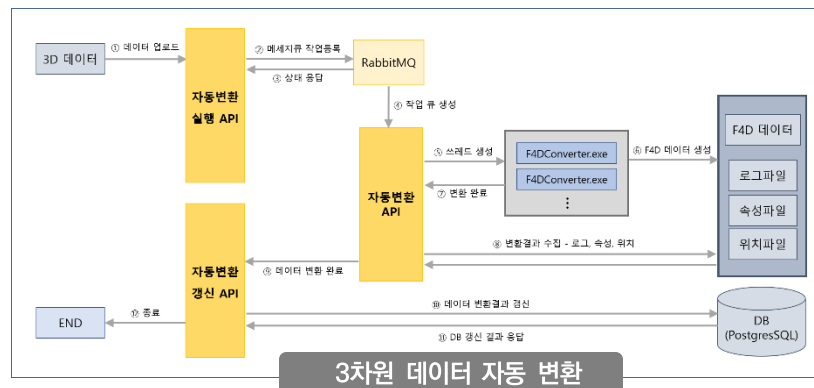 3D 데이터
① 데이터 업로드
자동변환
실행 API
② 메세지큐 작업등록
③ 상태 응답
RabbitMQ
④ 작업 큐 생성
자동변환
API
⑤ 쓰레드 생성
F4DConverter.exe
F4DConverter.exe
⑥ F4D 데이터 생성
⑦ 변환 완료
F4D 데이터
로그파일
속성파일
위치파일
⑧ 변환결과 수집 - 로그, 속성, 위치
⑨ 데이터 변환 완료
자동변환
갱신 API
⑩ 데이터 변환결과 갱신
⑪ DB 갱신 결과 응답
DB
(PostgresSQL)
⑫ 종료
END
3차원 데이터 자동 변환